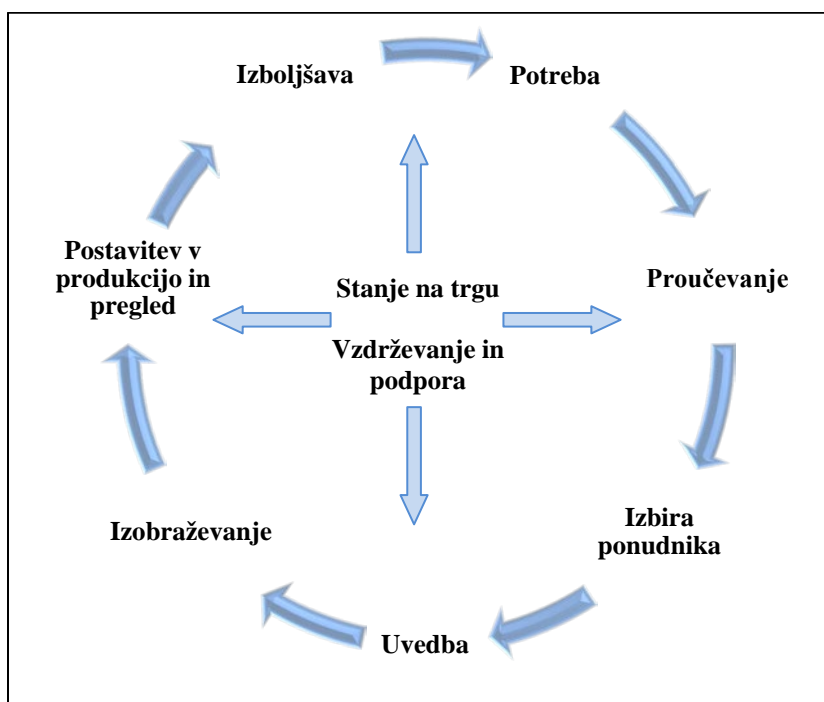 Izboljšava
Potreba
Postavitev v
produkcijo in
pregled
Stanje na trgu
Proučevanje
Vzdrževanje in
podpora
Izobraževanje
Izbira
ponudnika
Uvedba